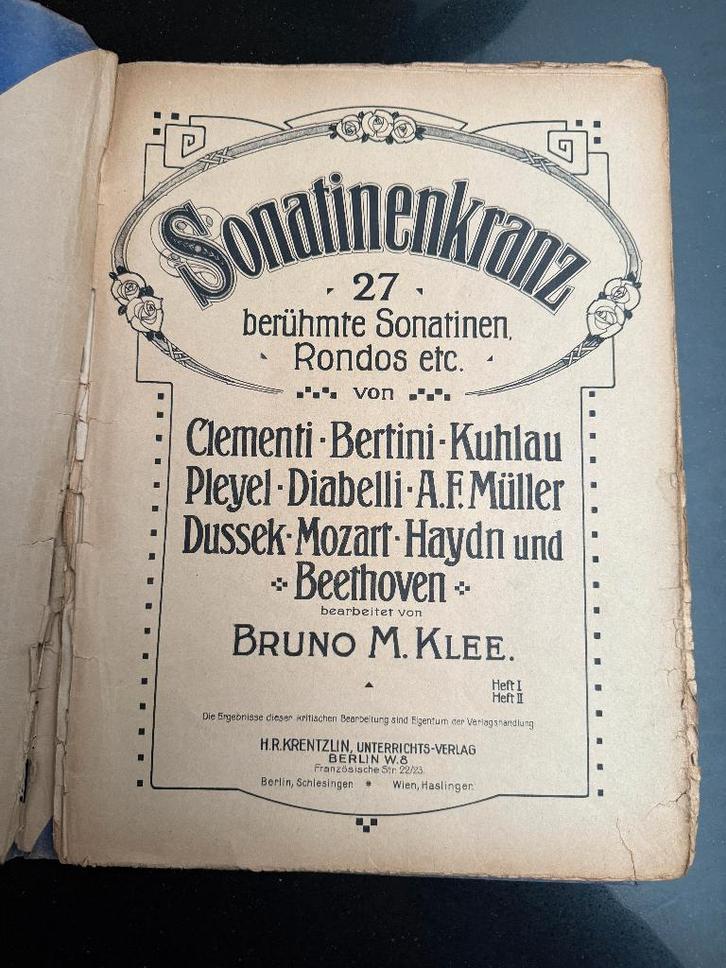 Sonatinenkranz
27
berühmte Sonatinen,
Rondos etc.
von
Clementi · Bertini · Kuhlau
Pleyel · Diabelli · A.F. Müller
Dussek · Mozart · Haydn und
Beethoven
bearbeitet von
BRUNO M. KLEE.
Heft I
Heft II
Die Ergebnisse dieser kritischen Bearbeitung sind Eigentum der Verlagshandlung
H.R. KRENTZLIN, UNTERRICHTS-VERLAG
BERLIN W.8
Französische Str. 22/23.
Berlin, Schlesingen * Wien, Haslinger.